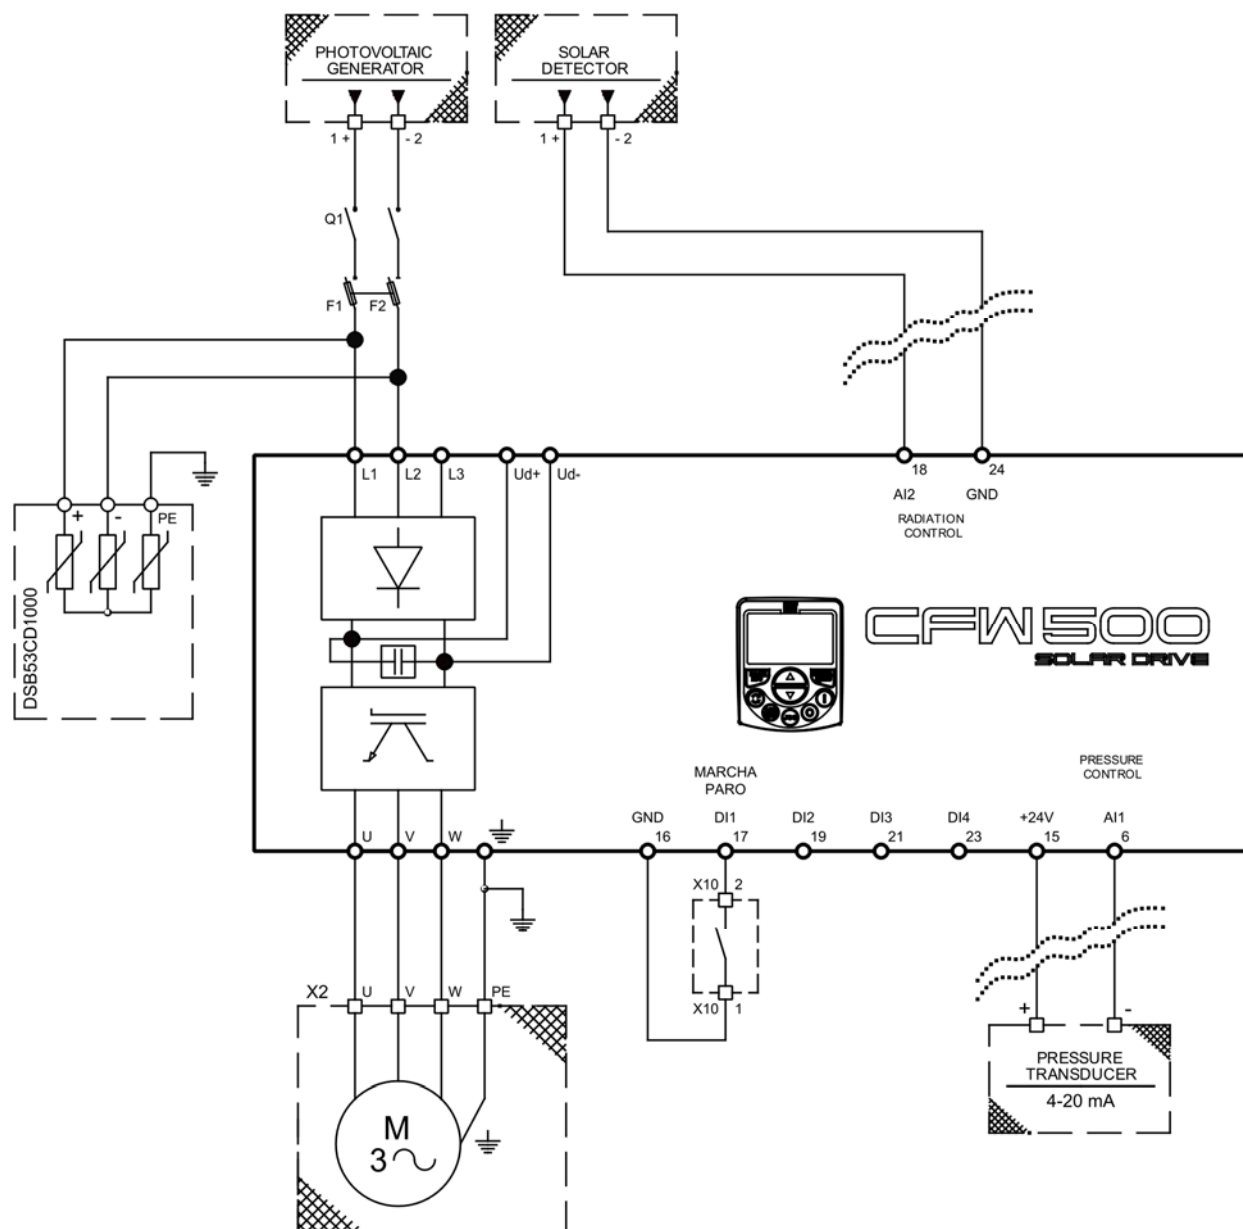 PHOTOVOLTAIC
GENERATOR
1 +
- 2
SOLAR
DETECTOR
1 +
- 2
Q1
F1
F2
L1
L2
L3
Ud+
Ud-
18
24
AI2
GND
RADIATION
CONTROL
+
-
PE
DSB53CD1000
CFW500
SOLAR DRIVE
MARCHA
PARO
PRESSURE
CONTROL
GND
DI1
DI2
DI3
DI4
+24V
AI1
16
17
19
21
23
15
6
U
V
W
X10
2
X10
1
X2
U
V
W
PE
M
3
+
-
PRESSURE
TRANSDUCER
4-20 mA